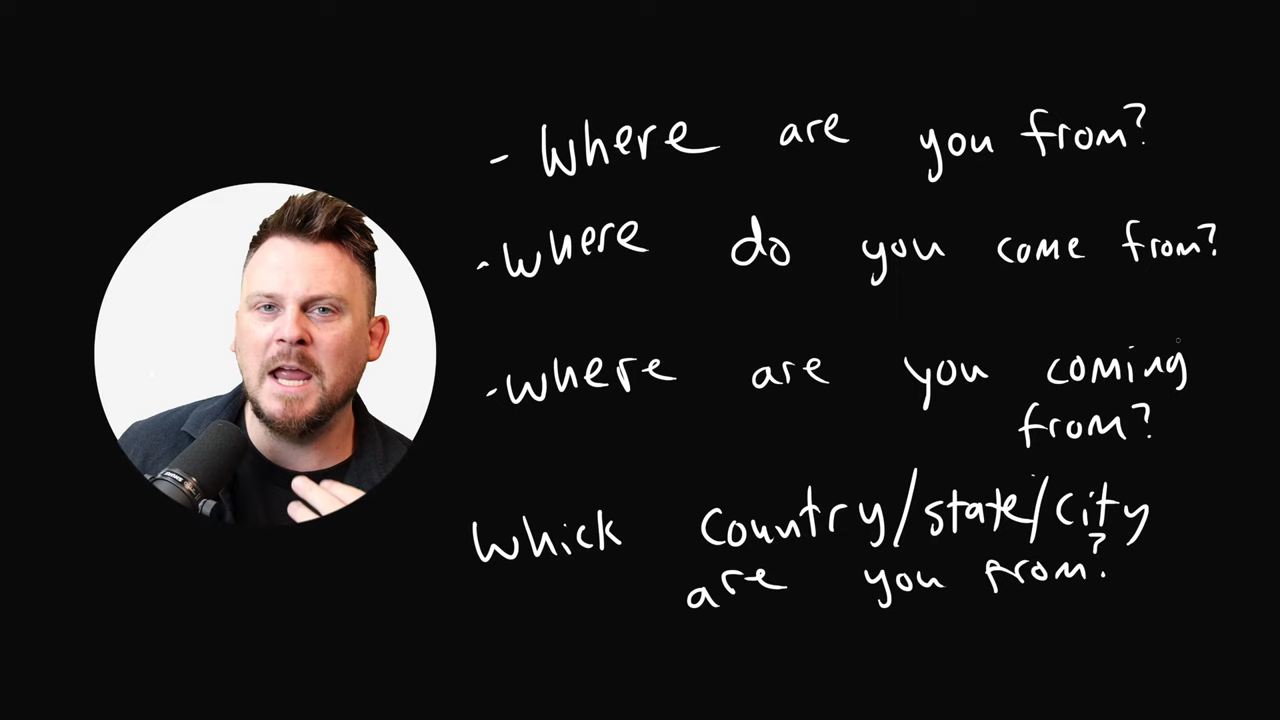 - Where are you from?
- where do you come from?
- where are you coming
from?
Which country/state/city
are you from?